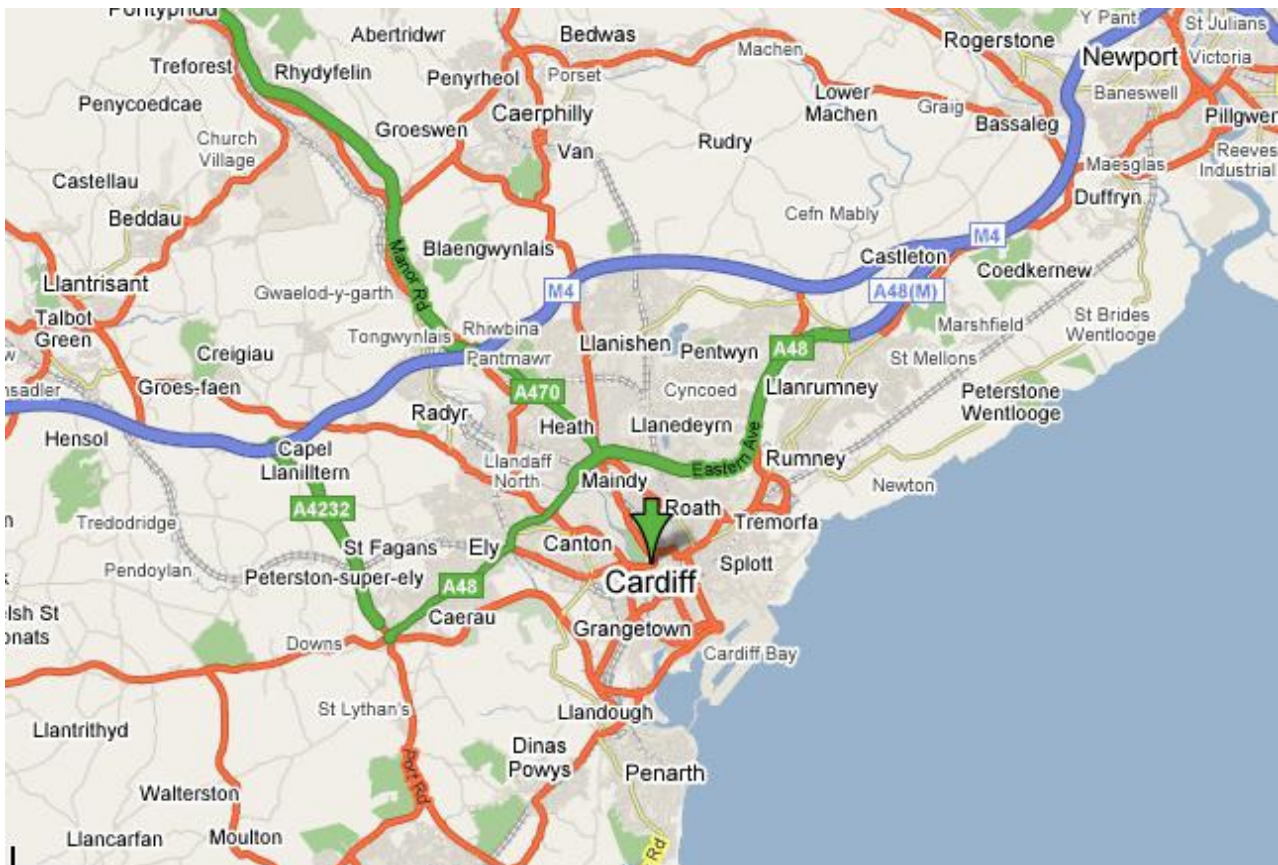 Pontypridd
Abertridwr
Bedwas
Machen
Rogerstone
Y Pant
St Julians
Treforest
Rhydyfelin
Penyrheol
Porset
Newport
Victoria
Penycoedcae
Caerphilly
Lower
Machen
Graig
Baneswell
Church
Village
Groeswen
Van
Rudry
Bassaleg
Pillgwen
Maesglas
Reeves
Industrial
Castellau
Beddau
Duffryn
Cefn Mably
Blaengwynlais
Manor Rd
M4
Castleton
Coedkernew
Llantrisant
Gwaelod-y-garth
M4
A48(M)
Talbot
Green
Tongwynlais
Rhiwbina
Pantmawr
Llanishen
Pentwyn
A48
Marshfield
St Brides
Wentlooge
Creigiau
St Mellons
nsadler
Groes-faen
A470
Cyncoed
Llanrumney
Peterstone
Wentlooge
Radyr
Heath
Llanedeyrn
Hensol
Capel
Llanilltern
Llandaff
North
Eastern Ave
Rumney
Newton
Maindy
A4232
Roath
Tremorfa
Tredodridge
St Fagans
Ely
Canton
Splott
Pendoylan
Peterston-super-ely
A48
Cardiff
elsh St
onats
Caerau
Grangetown
Downs
Cardiff Bay
St Lythan's
Llandough
Llantrithyd
Dinas
Powys
Port Rd
Penarth
Walterston
Llancarfan
Moulton
Rd